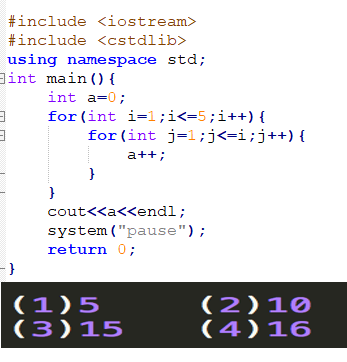 #include <iostream>
#include <cstdlib>
using namespace std;
int main(){
int a=0;
for(int i=1;i<=5;i++){
for(int j=1;j<=i;j++){
a++;
}
}
cout<<a<<endl;
system("pause");
return 0;
}
(1)5 (2)10
(3)15 (4)16